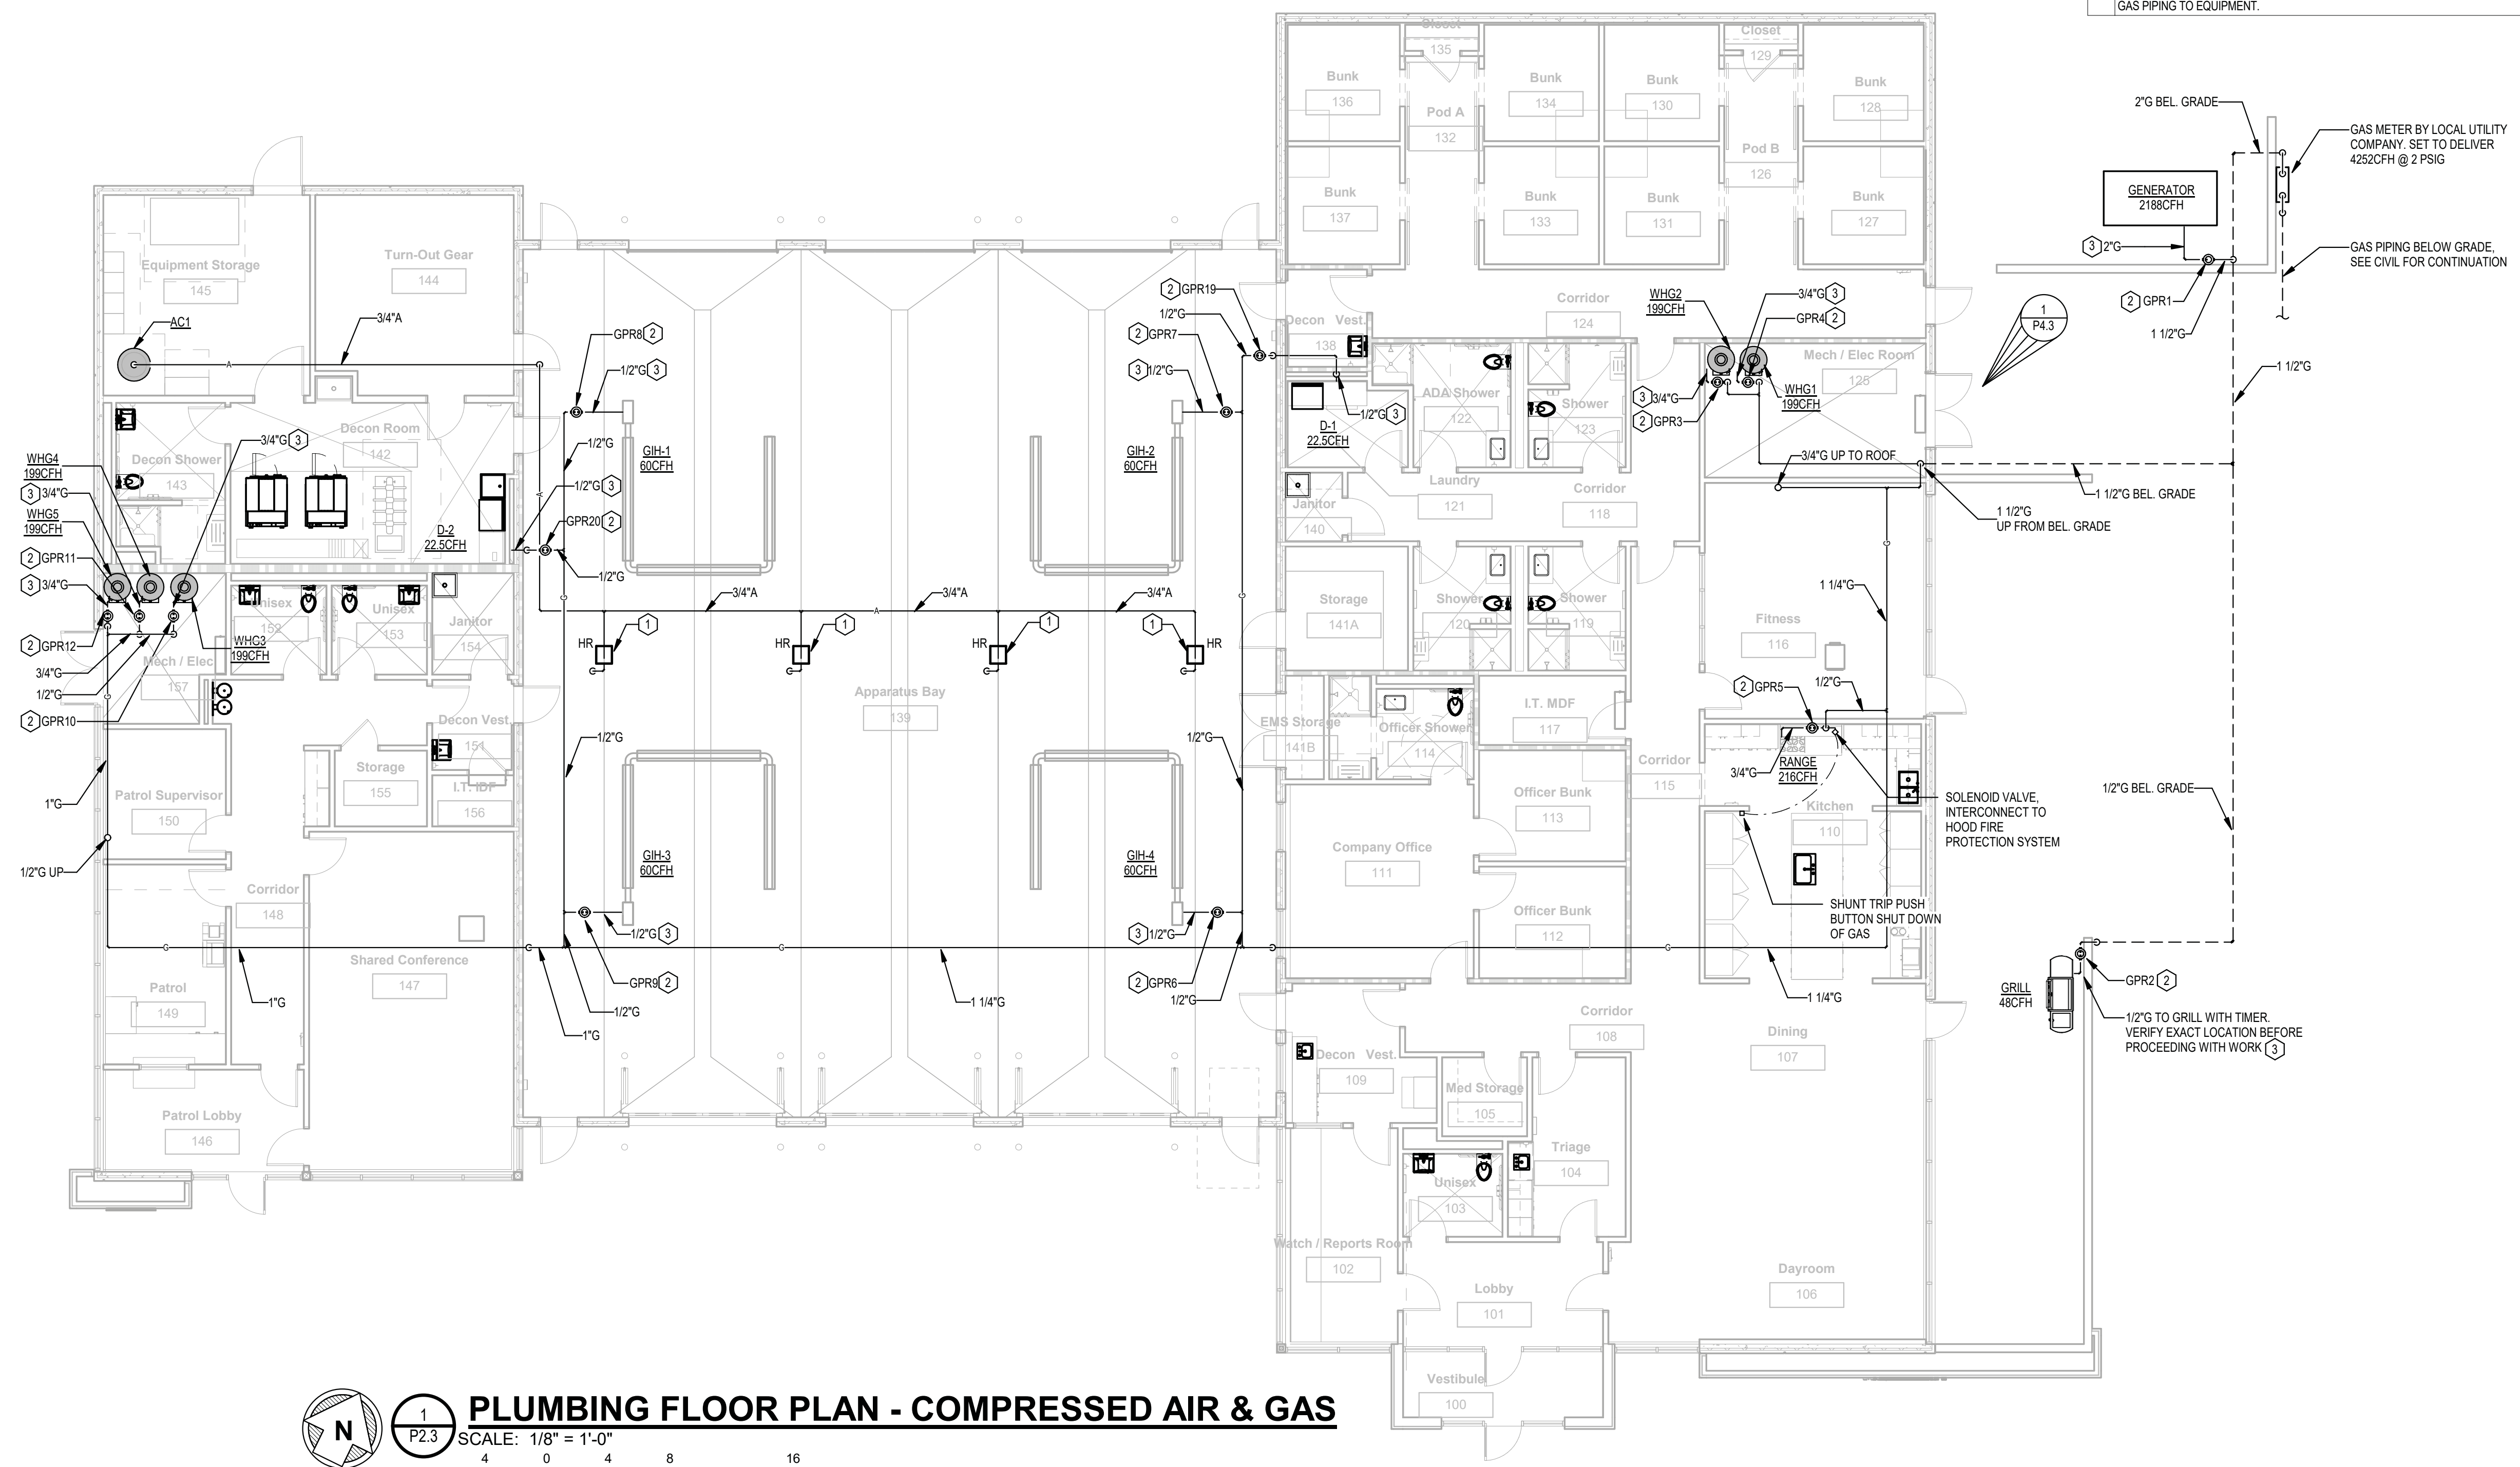 GAS PIPING TO EQUIPMENT.
Closet
135
Closet
129
Bunk
136
Bunk
134
Bunk
130
Bunk
128
Pod A
132
Pod B
126
Bunk
137
Bunk
133
Bunk
131
Bunk
127
2"G BEL. GRADE
GAS METER BY LOCAL UTILITY
COMPANY. SET TO DELIVER
4252CFH @ 2 PSIG
GENERATOR
2188CFH
3 2"G
GAS PIPING BELOW GRADE,
SEE CIVIL FOR CONTINUATION
2 GPR1
1 1/2"G
1
P4.3
1 1/2"G
Equipment Storage
145
Turn-Out Gear
144
AC1
3/4"A
A
GPR8 2
1/2"G 3
2 GPR19
1/2"G
2 GPR7
3 1/2"G
Decon Vest.
138
Corridor
124
WHG2
199CFH
3/4"G 3
GPR4 2
Mech / Elec Room
125
WHG1
199CFH
3 3/4"G
2 GPR3
ADA Shower
122
Shower
123
1/2"G 3
D-1
22.5CFH
3/4"G UP TO ROOF
1 1/2"G BEL. GRADE
1 1/2"G
UP FROM BEL. GRADE
Laundry
121
Corridor
118
Janitor
140
Decon Room
142
Decon Shower
143
3/4"G 3
WHG4
199CFH
3 3/4"G
WHG5
199CFH
2 GPR11
3 3/4"G
2 GPR12
3/4"G
1/2"G
2 GPR10
D-2
22.5CFH
1/2"G
1/2"G 3
GPR20 2
1/2"G
A
G
GIH-1
60CFH
GIH-2
60CFH
G
G
1 1/4"G
Unisex
152
Unisex
153
Janitor
154
WHG3
199CFH
Mech / Elec
157
G
3/4"A
A
3/4"A
3/4"A
HR
1
HR
1
HR
1
1
HR
Storage
141A
Shower
120
Shower
119
Fitness
116
Apparatus Bay
139
Decon Vest.
151
Storage
155
I.T. IDF
156
1/2"G
1/2"G
EMS Storage
141B
Officer Shower
114
I.T. MDF
117
2 GPR5
1/2"G
3/4"G
RANGE
216CFH
Corridor
115
Kitchen
110
SOLENOID VALVE,
INTERCONNECT TO
HOOD FIRE
PROTECTION SYSTEM
1/2"G BEL. GRADE
1"G
Patrol Supervisor
150
1/2"G UP
Corridor
148
Officer Bunk
113
Company Office
111
GIH-3
60CFH
GIH-4
60CFH
Officer Bunk
112
SHUNT TRIP PUSH
BUTTON SHUT DOWN
OF GAS
1/2"G 3
3 1/2"G
G
G
G
Shared Conference
147
Patrol
149
1"G
GPR9 2
1/2"G
1"G
1 1/4"G
2 GPR6
1/2"G
1 1/4"G
GRILL
48CFH
GPR2 2
1/2"G TO GRILL WITH TIMER.
VERIFY EXACT LOCATION BEFORE
PROCEEDING WITH WORK 3
Corridor
108
Dining
107
Decon Vest.
109
Med Storage
105
Patrol Lobby
146
Triage
104
Unisex
103
Watch / Reports Room
102
Lobby
101
Dayroom
106
Vestibule
100
N
1
P2.3
PLUMBING FLOOR PLAN - COMPRESSED AIR & GAS
SCALE: 1/8" = 1'-0"
4 0 4 8 16